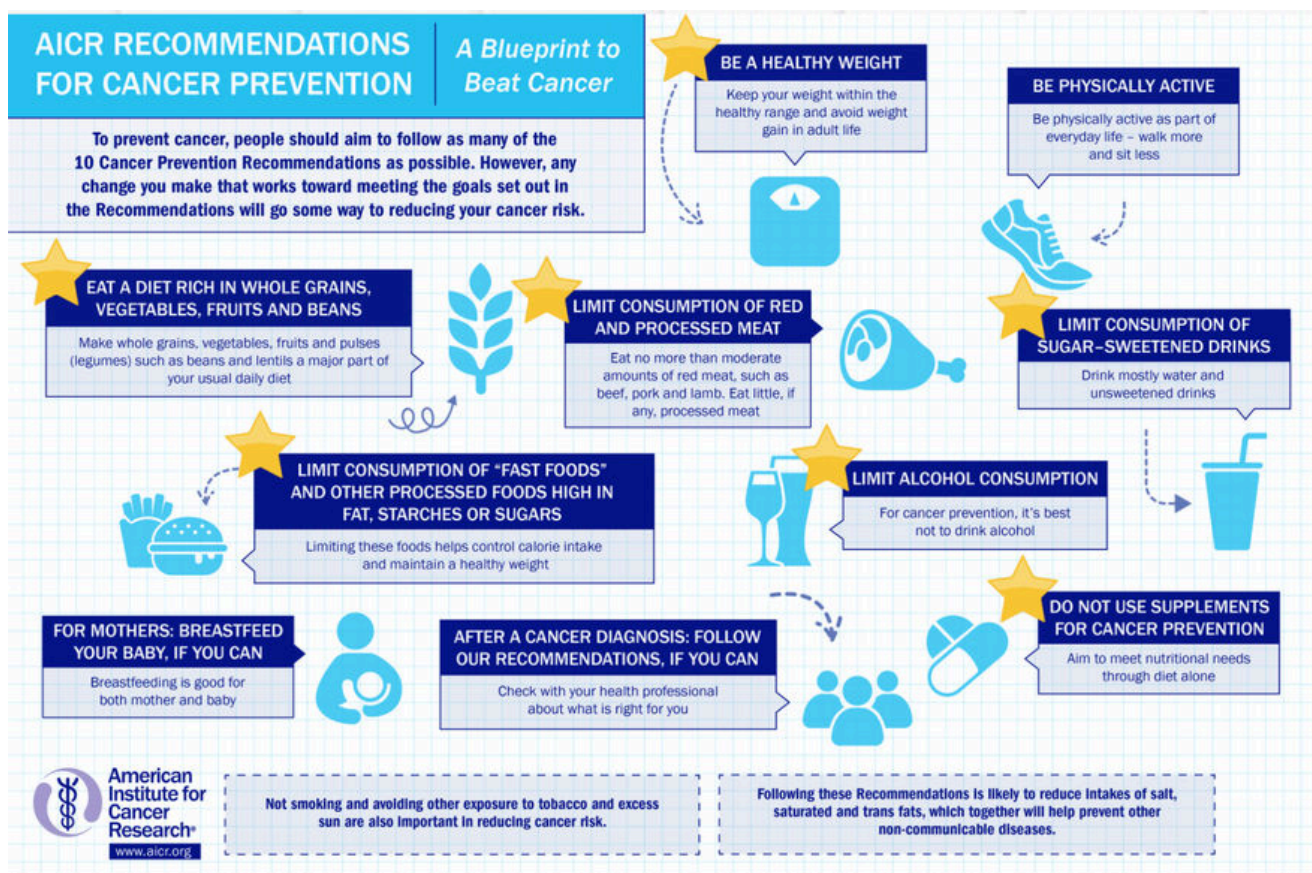 AICR RECOMMENDATIONS
FOR CANCER PREVENTION
A Blueprint to
Beat Cancer
To prevent cancer, people should aim to follow as many of the
10 Cancer Prevention Recommendations as possible. However, any
change you make that works toward meeting the goals set out in
the Recommendations will go some way to reducing your cancer risk.
BE A HEALTHY WEIGHT
Keep your weight within the
healthy range and avoid weight
gain in adult life
BE PHYSICALLY ACTIVE
Be physically active as part of
everyday life – walk more
and sit less
EAT A DIET RICH IN WHOLE GRAINS,
VEGETABLES, FRUITS AND BEANS
Make whole grains, vegetables, fruits and pulses
(legumes) such as beans and lentils a major part of
your usual daily diet
LIMIT CONSUMPTION OF RED
AND PROCESSED MEAT
Eat no more than moderate
amounts of red meat, such as
beef, pork and lamb. Eat little, if
any, processed meat
LIMIT CONSUMPTION OF
SUGAR–SWEETENED DRINKS
Drink mostly water and
unsweetened drinks
LIMIT CONSUMPTION OF “FAST FOODS”
AND OTHER PROCESSED FOODS HIGH IN
FAT, STARCHES OR SUGARS
Limiting these foods helps control calorie intake
and maintain a healthy weight
LIMIT ALCOHOL CONSUMPTION
For cancer prevention, it’s best
not to drink alcohol
FOR MOTHERS: BREASTFEED
YOUR BABY, IF YOU CAN
Breastfeeding is good for
both mother and baby
AFTER A CANCER DIAGNOSIS: FOLLOW
OUR RECOMMENDATIONS, IF YOU CAN
Check with your health professional
about what is right for you
DO NOT USE SUPPLEMENTS
FOR CANCER PREVENTION
Aim to meet nutritional needs
through diet alone
American
Institute for
Cancer
Research®
www.aicr.org
Not smoking and avoiding other exposure to tobacco and excess
sun are also important in reducing cancer risk.
Following these Recommendations is likely to reduce intakes of salt,
saturated and trans fats, which together will help prevent other
non-communicable diseases.